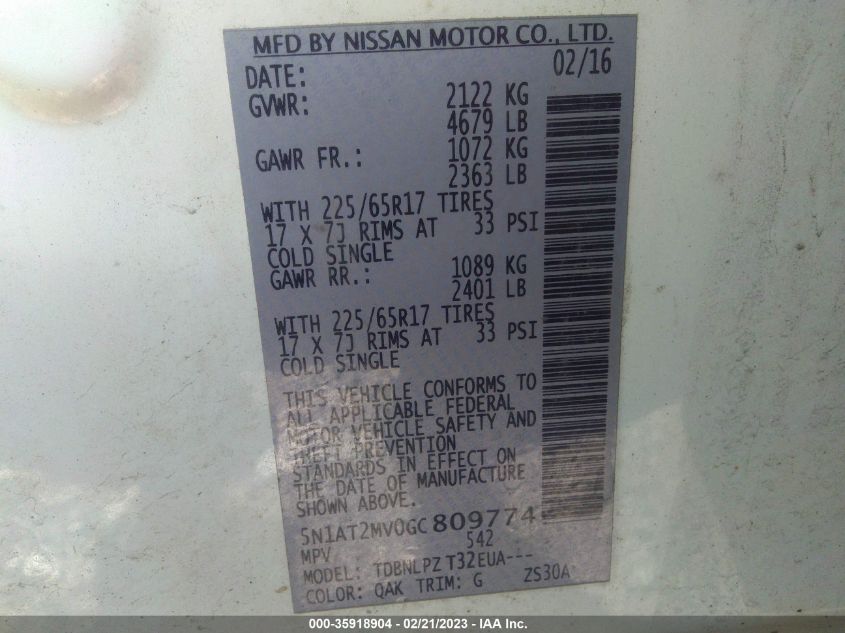 MFD BY NISSAN MOTOR CO., LTD.
DATE: 02/16
GVWR: 2122 KG
4679 LB
GAWR FR.: 1072 KG
2363 LB
WITH 225/65R17 TIRES
17 X 7J RIMS AT 33 PSI
COLD SINGLE
GAWR RR.: 1089 KG
2401 LB
WITH 225/65R17 TIRES
17 X 7J RIMS AT 33 PSI
COLD SINGLE
THIS VEHICLE CONFORMS TO
ALL APPLICABLE FEDERAL
MOTOR VEHICLE SAFETY AND
THEFT PREVENTION
STANDARDS IN EFFECT ON
THE DATE OF MANUFACTURE
SHOWN ABOVE.
5N1AT2MV0GC809774
MPV 542
MODEL: TDBNLPZ T32EUA---
COLOR: QAK TRIM: G ZS30A
000-35918904 - 02/21/2023 - IAA Inc.